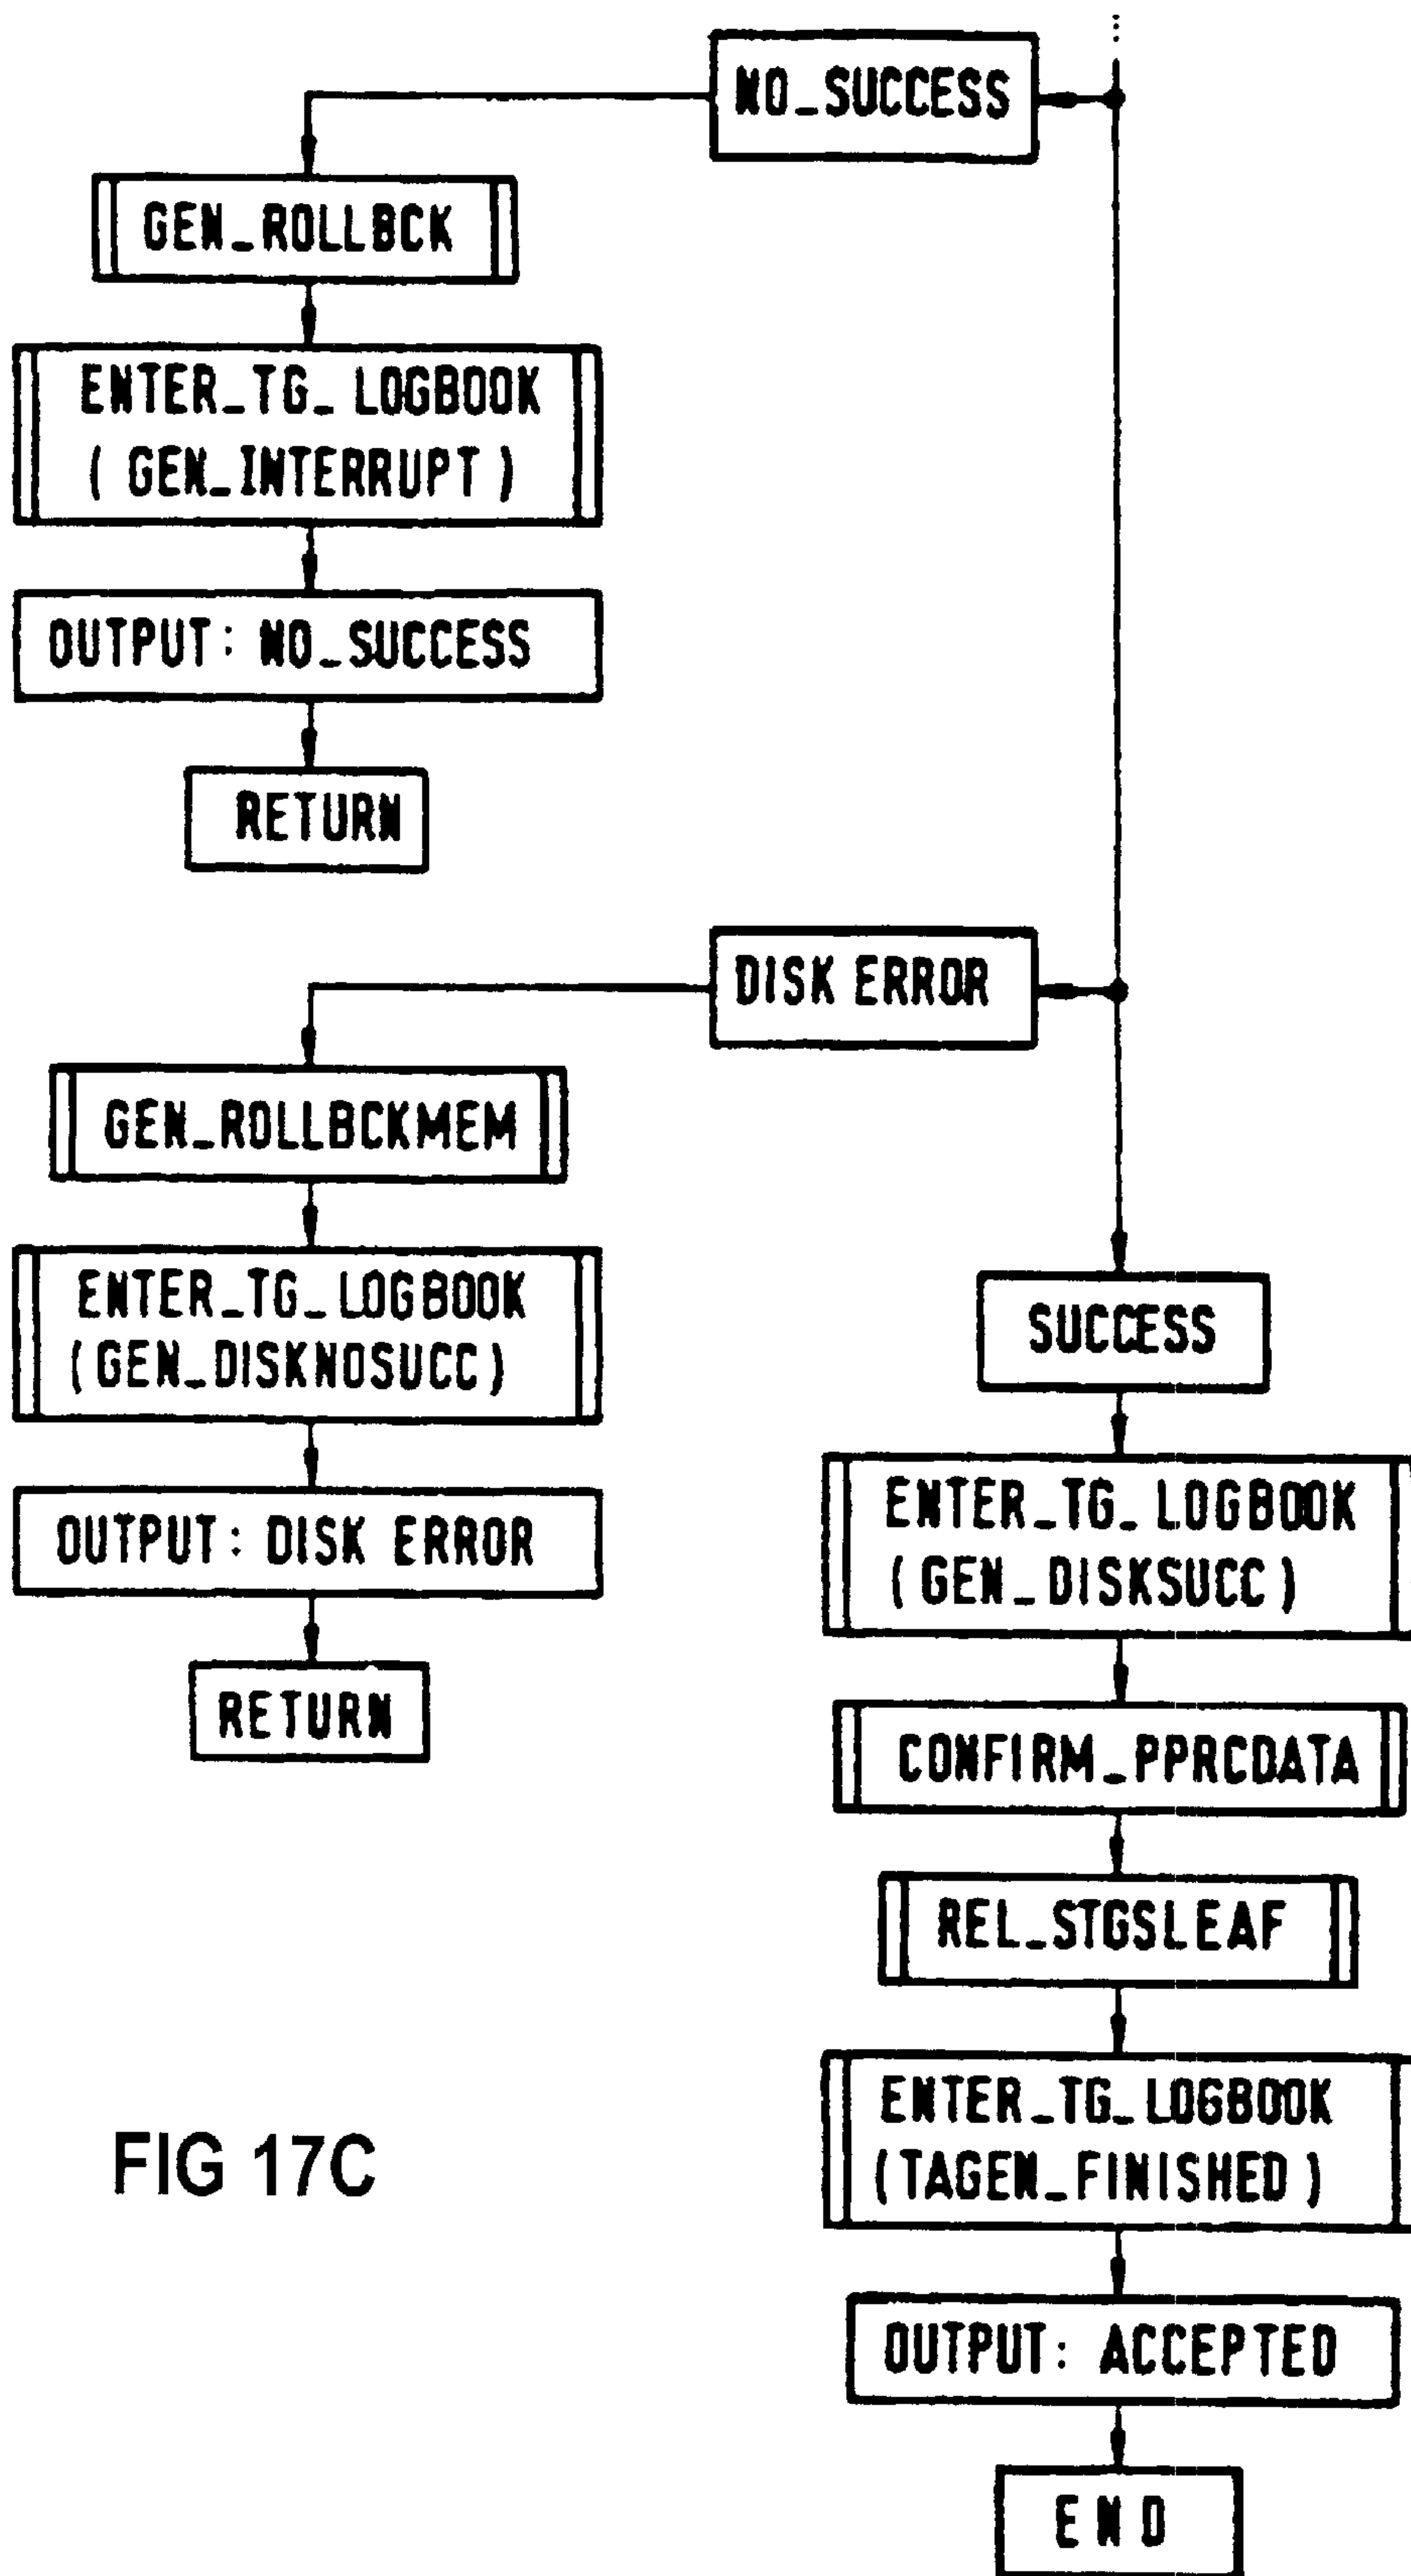 NO_SUCCESS
GEN_ROLLBCK
ENTER_TG_LOGBOOK
(GEN_INTERRUPT)
OUTPUT: NO_SUCCESS
RETURN
DISK ERROR
GEN_ROLLBCKMEM
ENTER_TG_LOGBOOK
(GEN_DISKNOSUCC)
OUTPUT: DISK ERROR
RETURN
SUCCESS
ENTER_TG_LOGBOOK
(GEN_DISKSUCC)
CONFIRM_PPRCDATA
REL_STGSLEAF
ENTER_TG_LOGBOOK
(TAGEN_FINISHED)
OUTPUT: ACCEPTED
END
FIG 17C